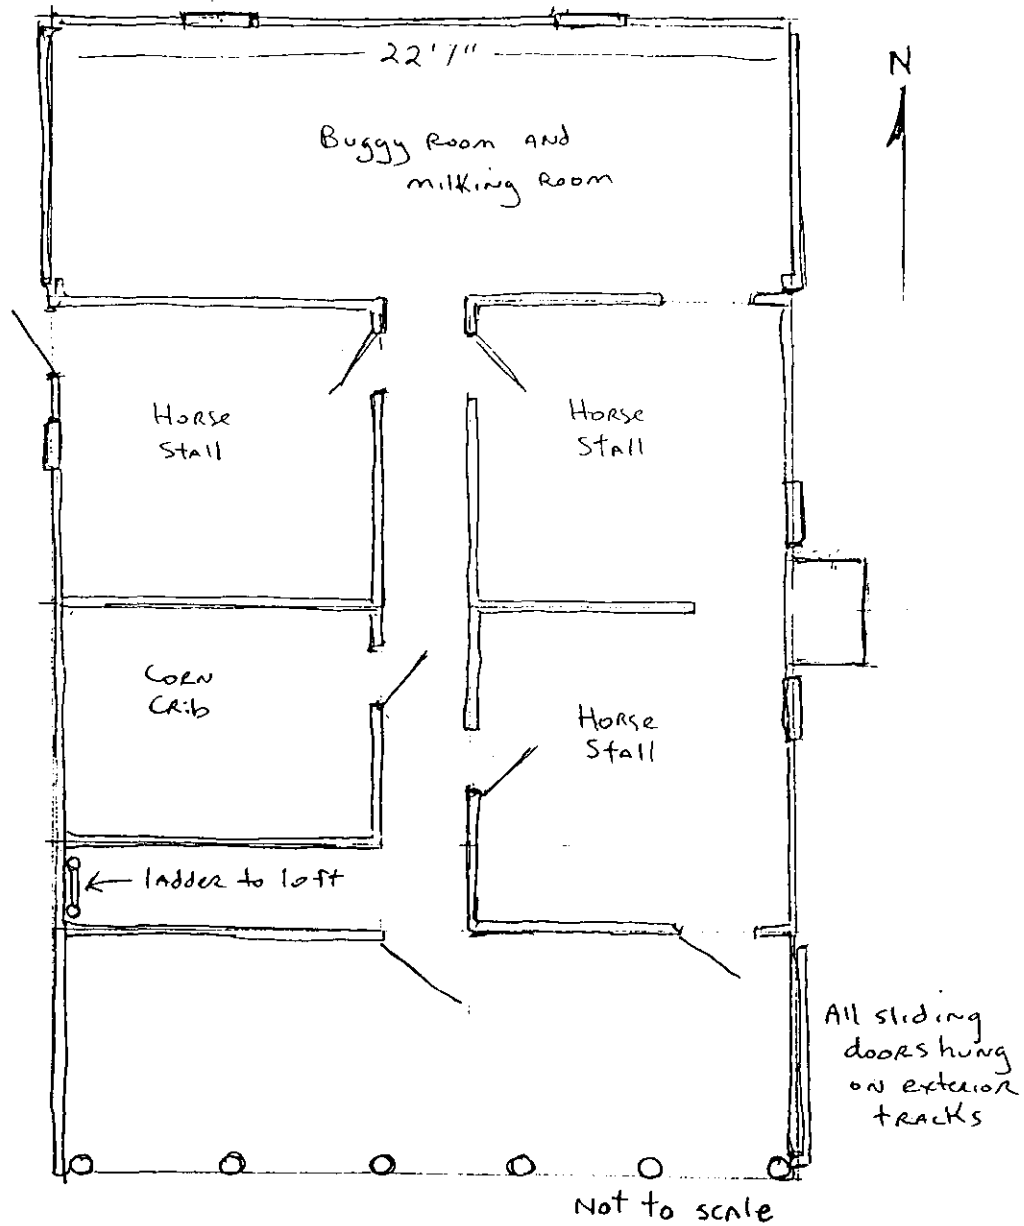 22'1"
N
Buggy Room and
milking Room
Horse
Stall
Horse
Stall
Corn
Crib
Horse
Stall
← ladder to loft
All sliding
doors hung
on exterior
tracks
Not to scale